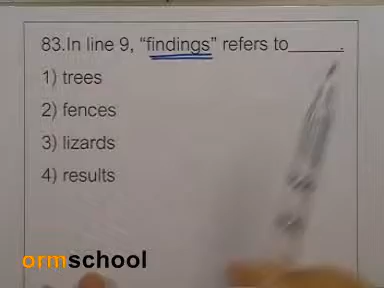 83.In line 9, “findings” refers to______.
1) trees
2) fences
3) lizards
4) results
ormschool